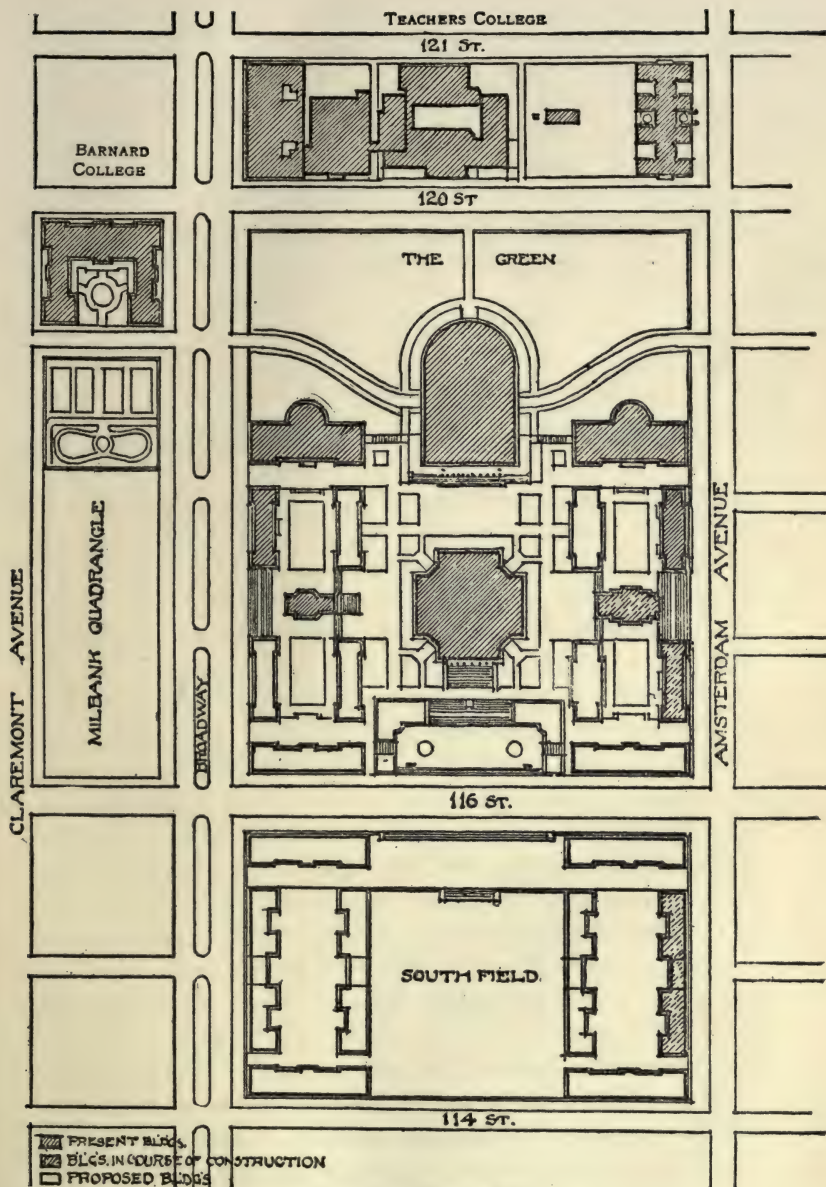 TEACHERS COLLEGE
121 ST.
BARNARD
COLLEGE
120 ST
THE GREEN
CLAREMONT AVENUE
MILBANK QUADRANGLE
BROADWAY
AMSTERDAM AVENUE
116 ST.
SOUTH FIELD.
114 ST.
PRESENT BLDGS.
BLGS. IN COURSE OF CONSTRUCTION
PROPOSED BLDGS